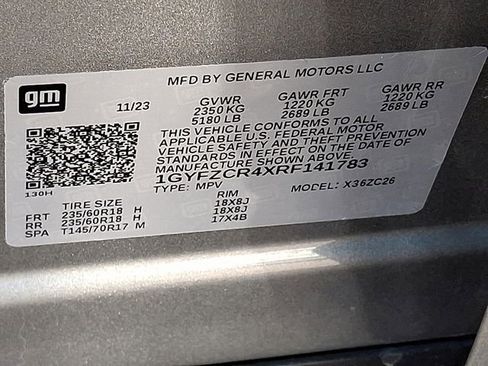 gm
MFD BY GENERAL MOTORS LLC
11/23 GVWR GAWR FRT GAWR RR
2350 KG 1220 KG 1220 KG
5180 LB 2689 LB 2689 LB
THIS VEHICLE CONFORMS TO ALL
APPLICABLE U.S. FEDERAL MOTOR
VEHICLE SAFETY AND THEFT PREVENTION
STANDARDS IN EFFECT ON THE DATE OF
MANUFACTURE SHOWN ABOVE.
1GYFZCR4XRF141783
130H TYPE: MPV MODEL: X36ZC26
TIRE SIZE RIM
FRT 235/60R18 H 18X8J
RR 235/60R18 H 18X8J
SPA T145/70R17 M 17X4B